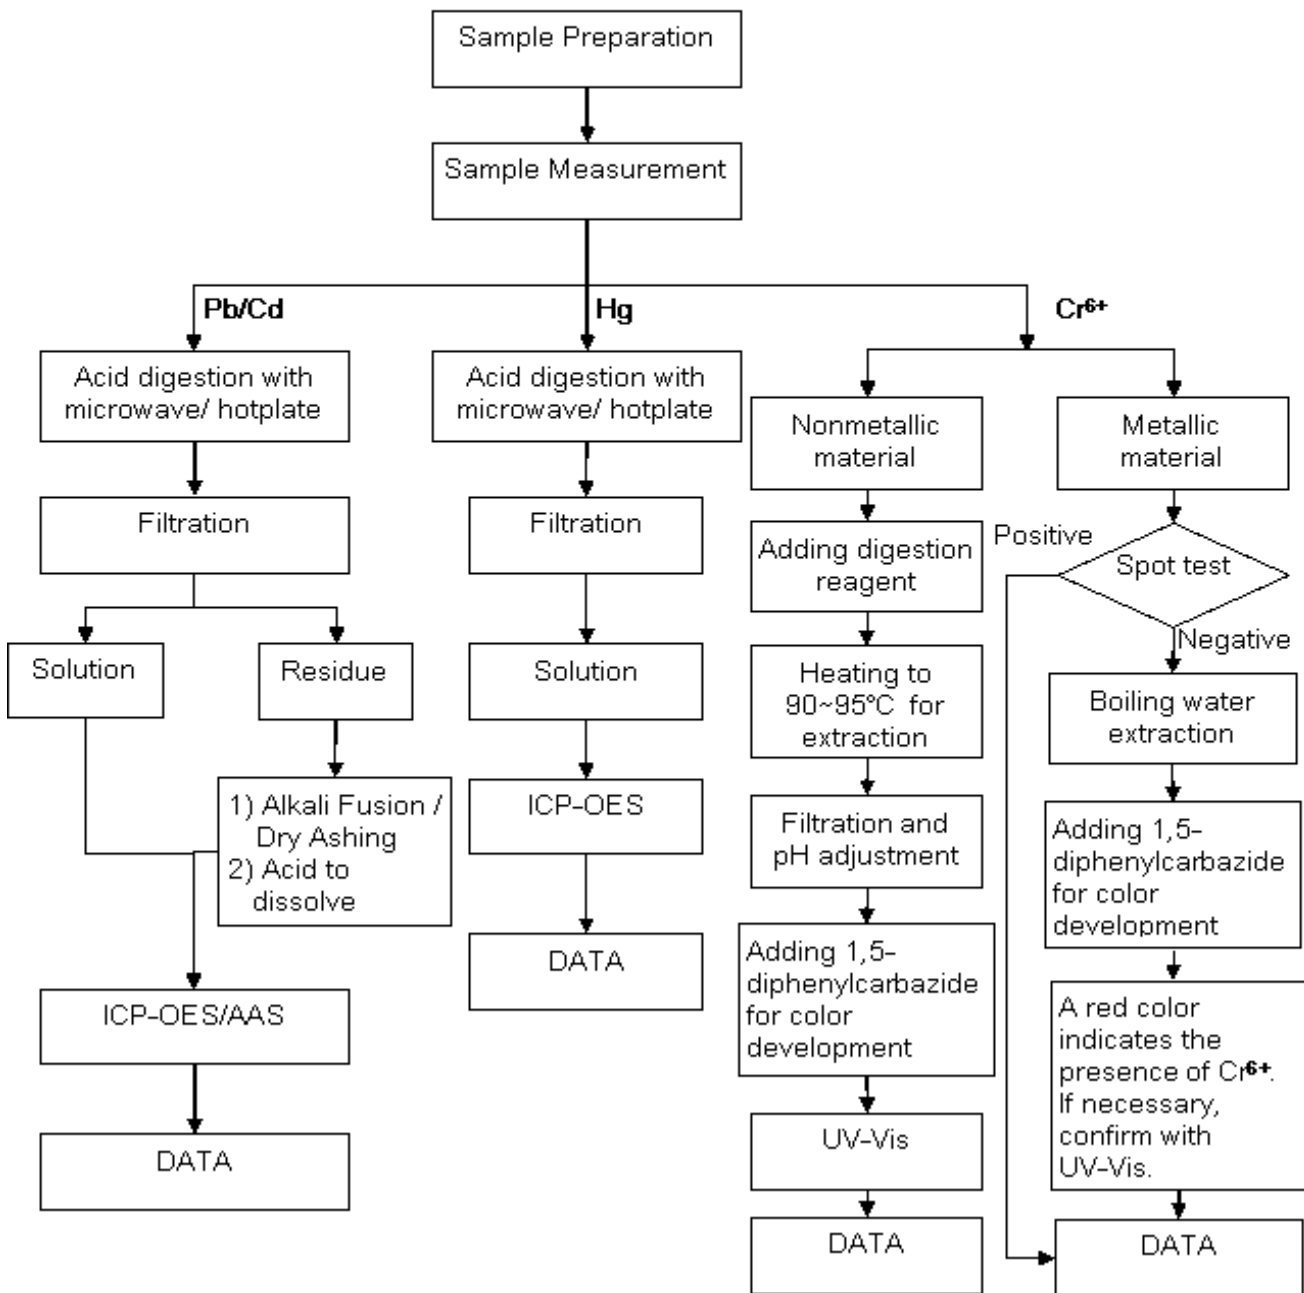 Sample Preparation
Sample Measurement
Pb/Cd
Hg
Cr⁶⁺
Acid digestion with
microwave/ hotplate
Filtration
Solution
Residue
1) Alkali Fusion /
Dry Ashing
2) Acid to
dissolve
ICP-OES/AAS
DATA
Acid digestion with
microwave/ hotplate
Filtration
Solution
ICP-OES
DATA
Nonmetallic
material
Adding digestion
reagent
Heating to
90~95°C for
extraction
Filtration and
pH adjustment
Adding 1,5-
diphenylcarbazide
for color
development
UV-Vis
DATA
Metallic
material
Positive
Spot test
Negative
Boiling water
extraction
Adding 1,5-
diphenylcarbazide
for color
development
A red color
indicates the
presence of Cr⁶⁺.
If necessary,
confirm with
UV-Vis.
DATA